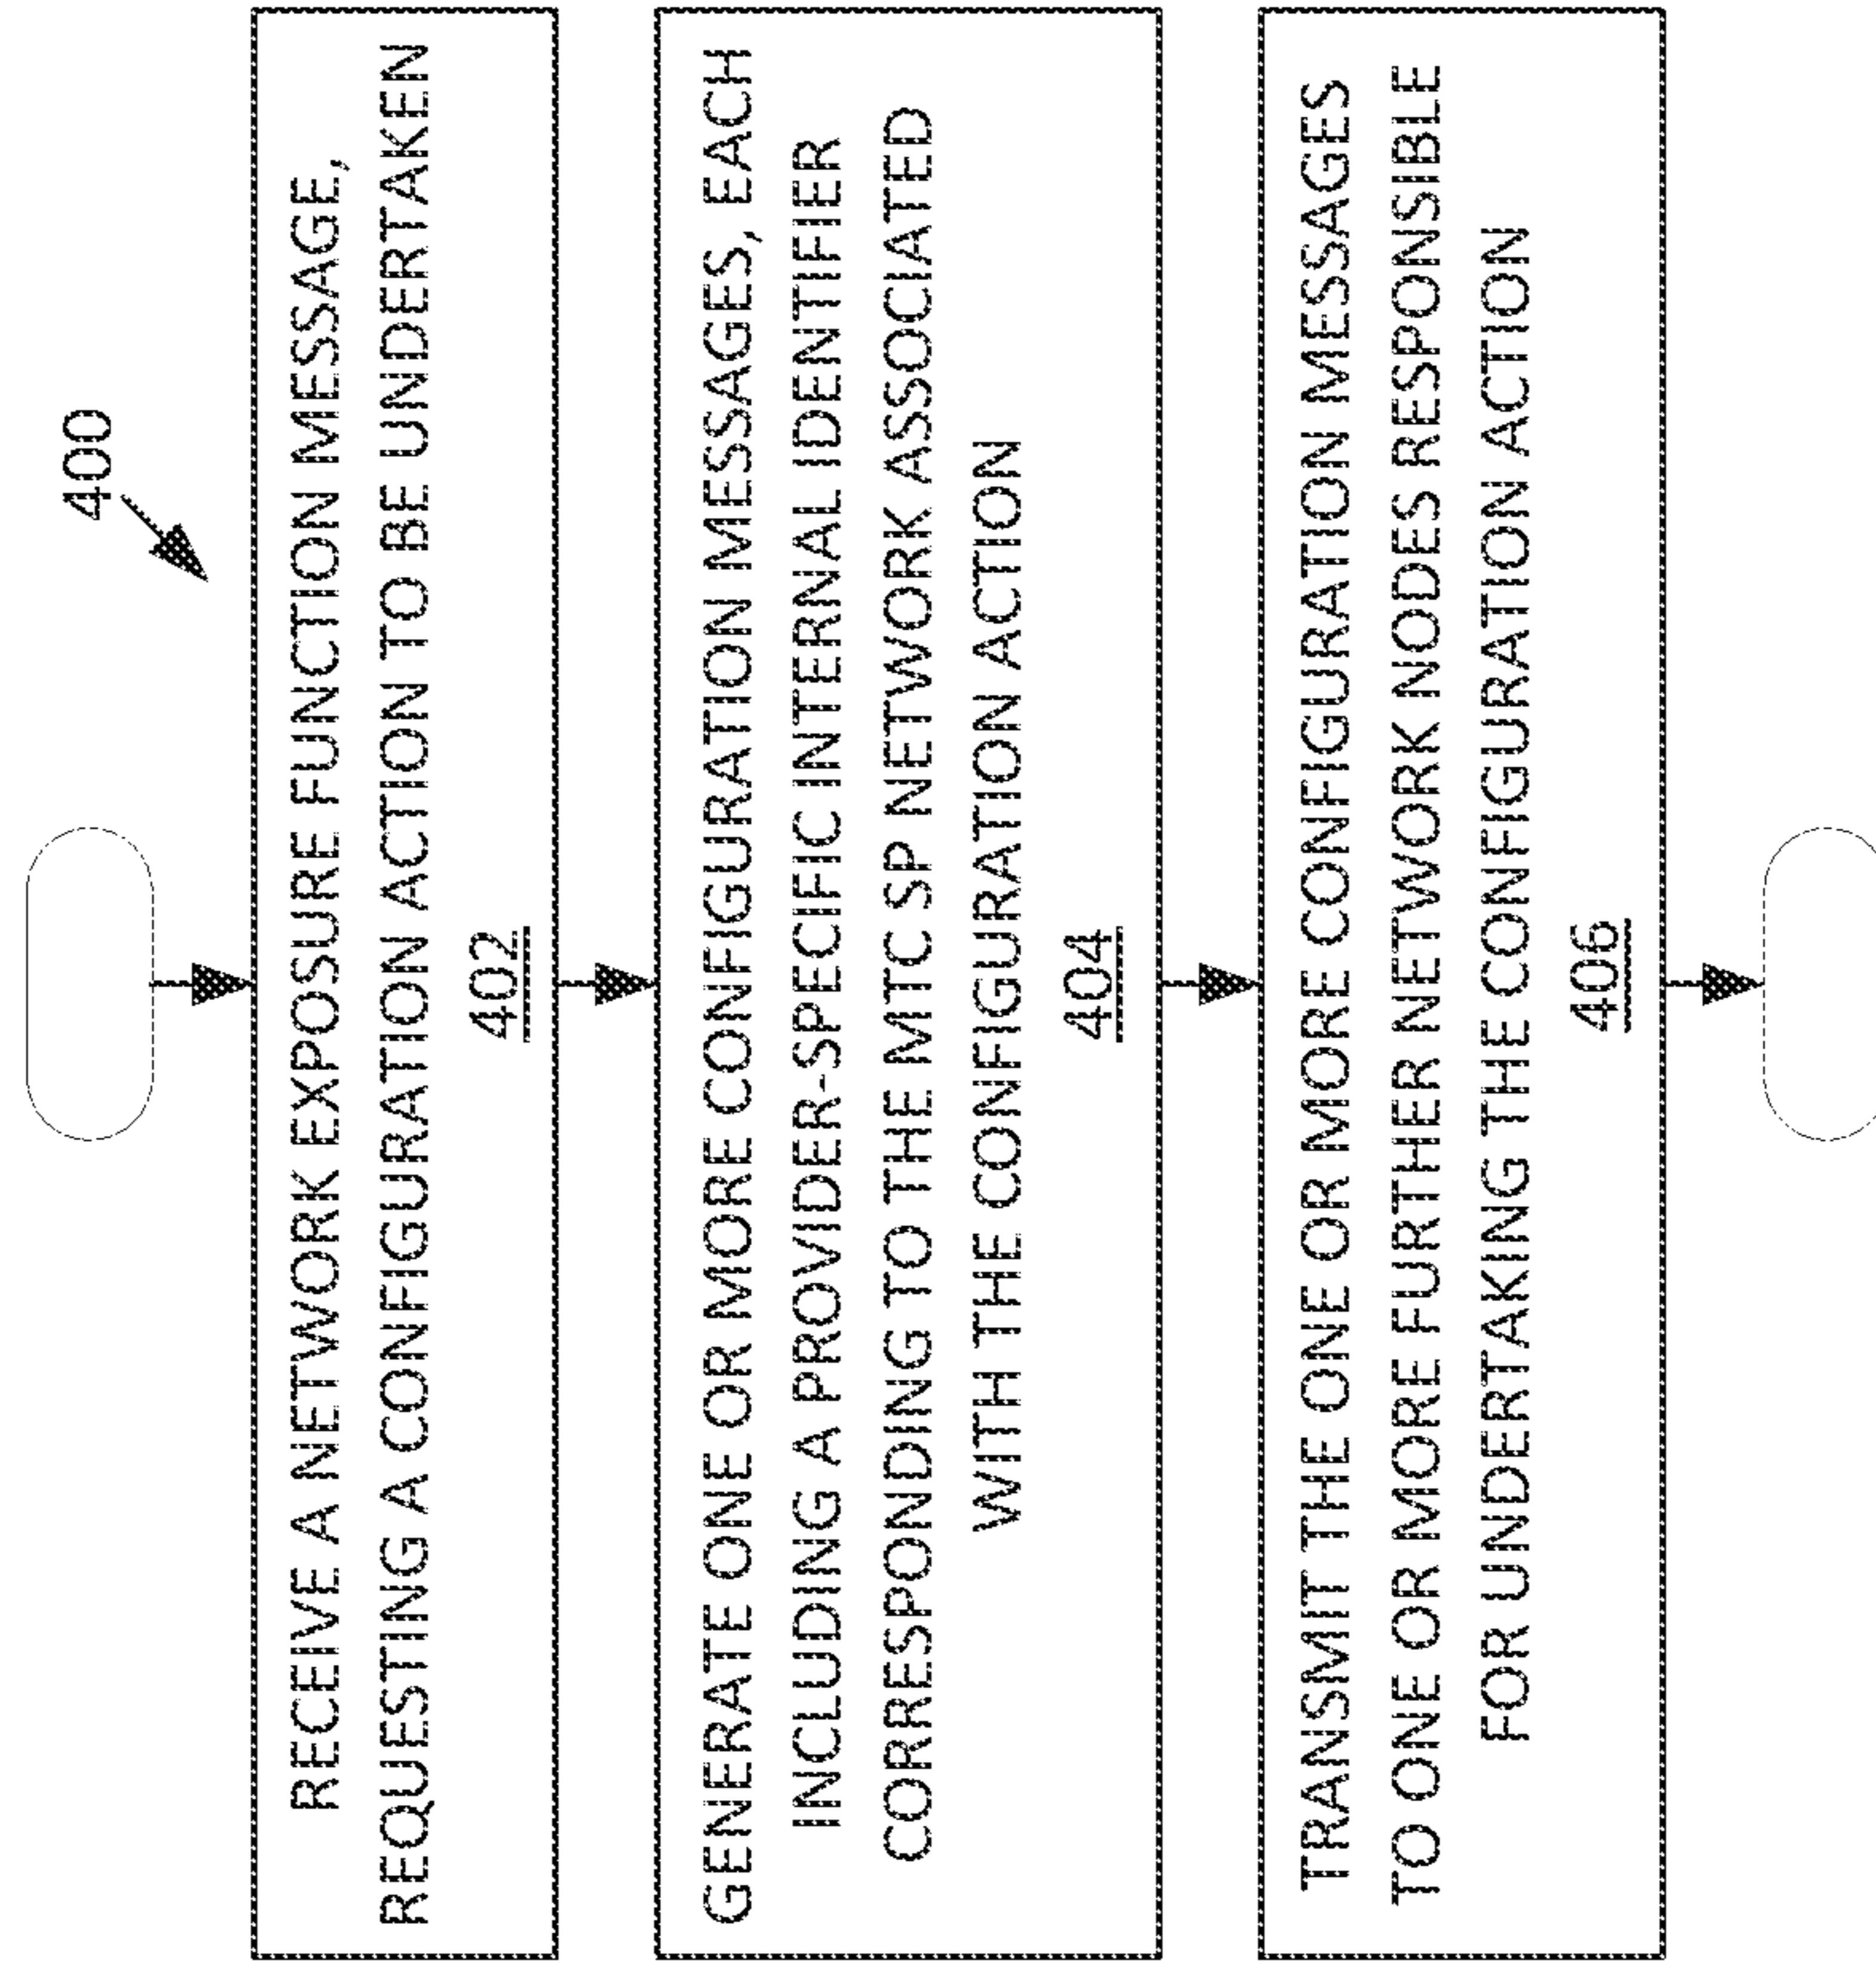 400
RECEIVE A NETWORK EXPOSURE FUNCTION MESSAGE,
REQUESTING A CONFIGURATION ACTION TO BE UNDERTAKEN
402
GENERATE ONE OR MORE CONFIGURATION MESSAGES, EACH
INCLUDING A PROVIDER-SPECIFIC INTERNAL IDENTIFIER
CORRESPONDING TO THE MTC SP NETWORK ASSOCIATED
WITH THE CONFIGURATION ACTION
404
TRANSMIT THE ONE OR MORE CONFIGURATION MESSAGES
TO ONE OR MORE FURTHER NETWORK NODES RESPONSIBLE
FOR UNDERTAKING THE CONFIGURATION ACTION
406